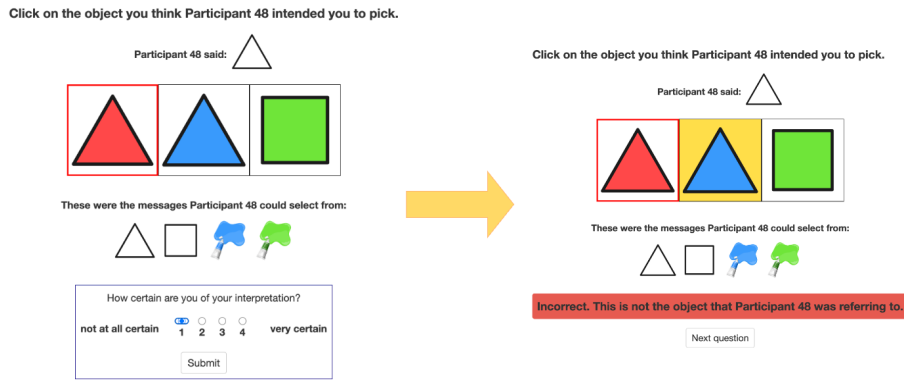 Click on the object you think Participant 48 intended you to pick.
Participant 48 said:
These were the messages Participant 48 could select from:
How certain are you of your interpretation?
not at all certain
1 2 3 4
very certain
Submit
Click on the object you think Participant 48 intended you to pick.
Participant 48 said:
These were the messages Participant 48 could select from:
Incorrect. This is not the object that Participant 48 was referring to.
Next question